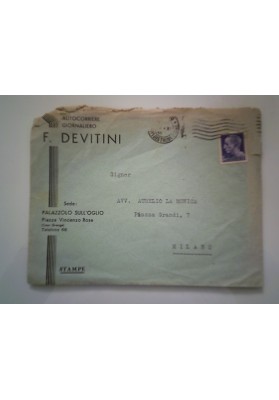 AUTOCORRIERE
GIORNALIERO
F. DEVITINI
Signor
AVV. ATTILIO LA
Piazza Grandi, 7
MILANO
Sede:
PALAZZOLO SULL'OGLIO
Piazza Vincenzo Rosa
Telefono
STAMPE